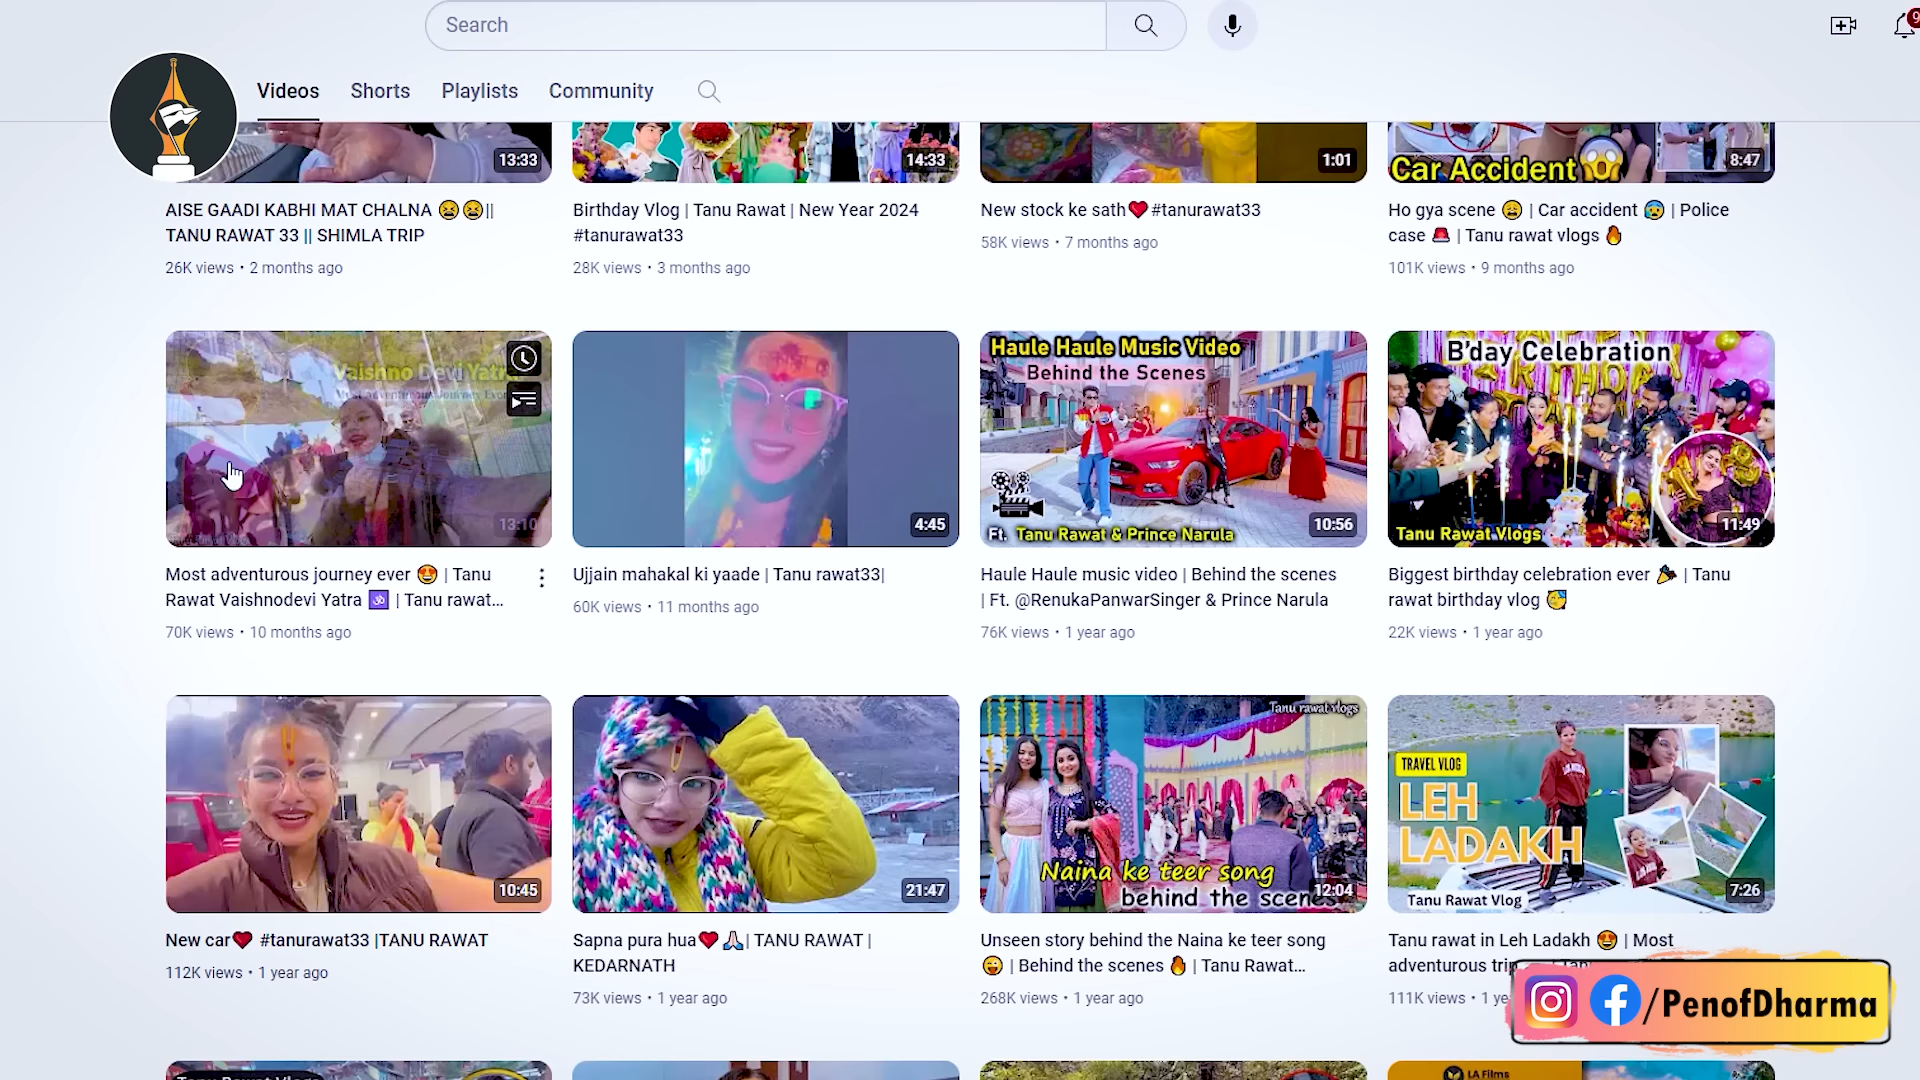 Search
9
Videos
Shorts
Playlists
Community
13:33
14:33
1:01
Car Accident
8:47
AISE GAADI KABHI MAT CHALNA 😫😫||
TANU RAWAT 33 || SHIMLA TRIP
26K views • 2 months ago
Birthday Vlog | Tanu Rawat | New Year 2024
#tanurawat33
28K views • 3 months ago
New stock ke sath❤️#tanurawat33
58K views • 7 months ago
Ho gya scene 😩 | Car accident 😰 | Police
case 🚨 | Tanu rawat vlogs 🔥
101K views • 9 months ago
Vaishno Devi Yatra
13:10
4:45
Haule Haule Music Video
Behind the Scenes
Ft. Tanu Rawat & Prince Narula
10:56
B'day Celebration
Tanu Rawat Vlogs
11:49
Most adventurous journey ever 😍 | Tanu
Rawat Vaishnodevi Yatra 🕉️ | Tanu rawat...
70K views • 10 months ago
Ujjain mahakal ki yaade | Tanu rawat33|
60K views • 11 months ago
Haule Haule music video | Behind the scenes
| Ft. @RenukaPanwarSinger & Prince Narula
76K views • 1 year ago
Biggest birthday celebration ever 🎉 | Tanu
rawat birthday vlog 🥳
22K views • 1 year ago
10:45
21:47
Tanu rawat vlogs
Naina ke teer song
behind the scenes
12:04
TRAVEL VLOG
LEH
LADAKH
Tanu Rawat Vlog
7:26
New car❤️ #tanurawat33 |TANU RAWAT
112K views • 1 year ago
Sapna pura hua❤️🙏| TANU RAWAT |
KEDARNATH
73K views • 1 year ago
Unseen story behind the Naina ke teer song
😜 | Behind the scenes 🔥 | Tanu Rawat...
268K views • 1 year ago
Tanu rawat in Leh Ladakh 😍 | Most
adventurous trip
111K views • 1 ye
/PenofDharma
LA Films